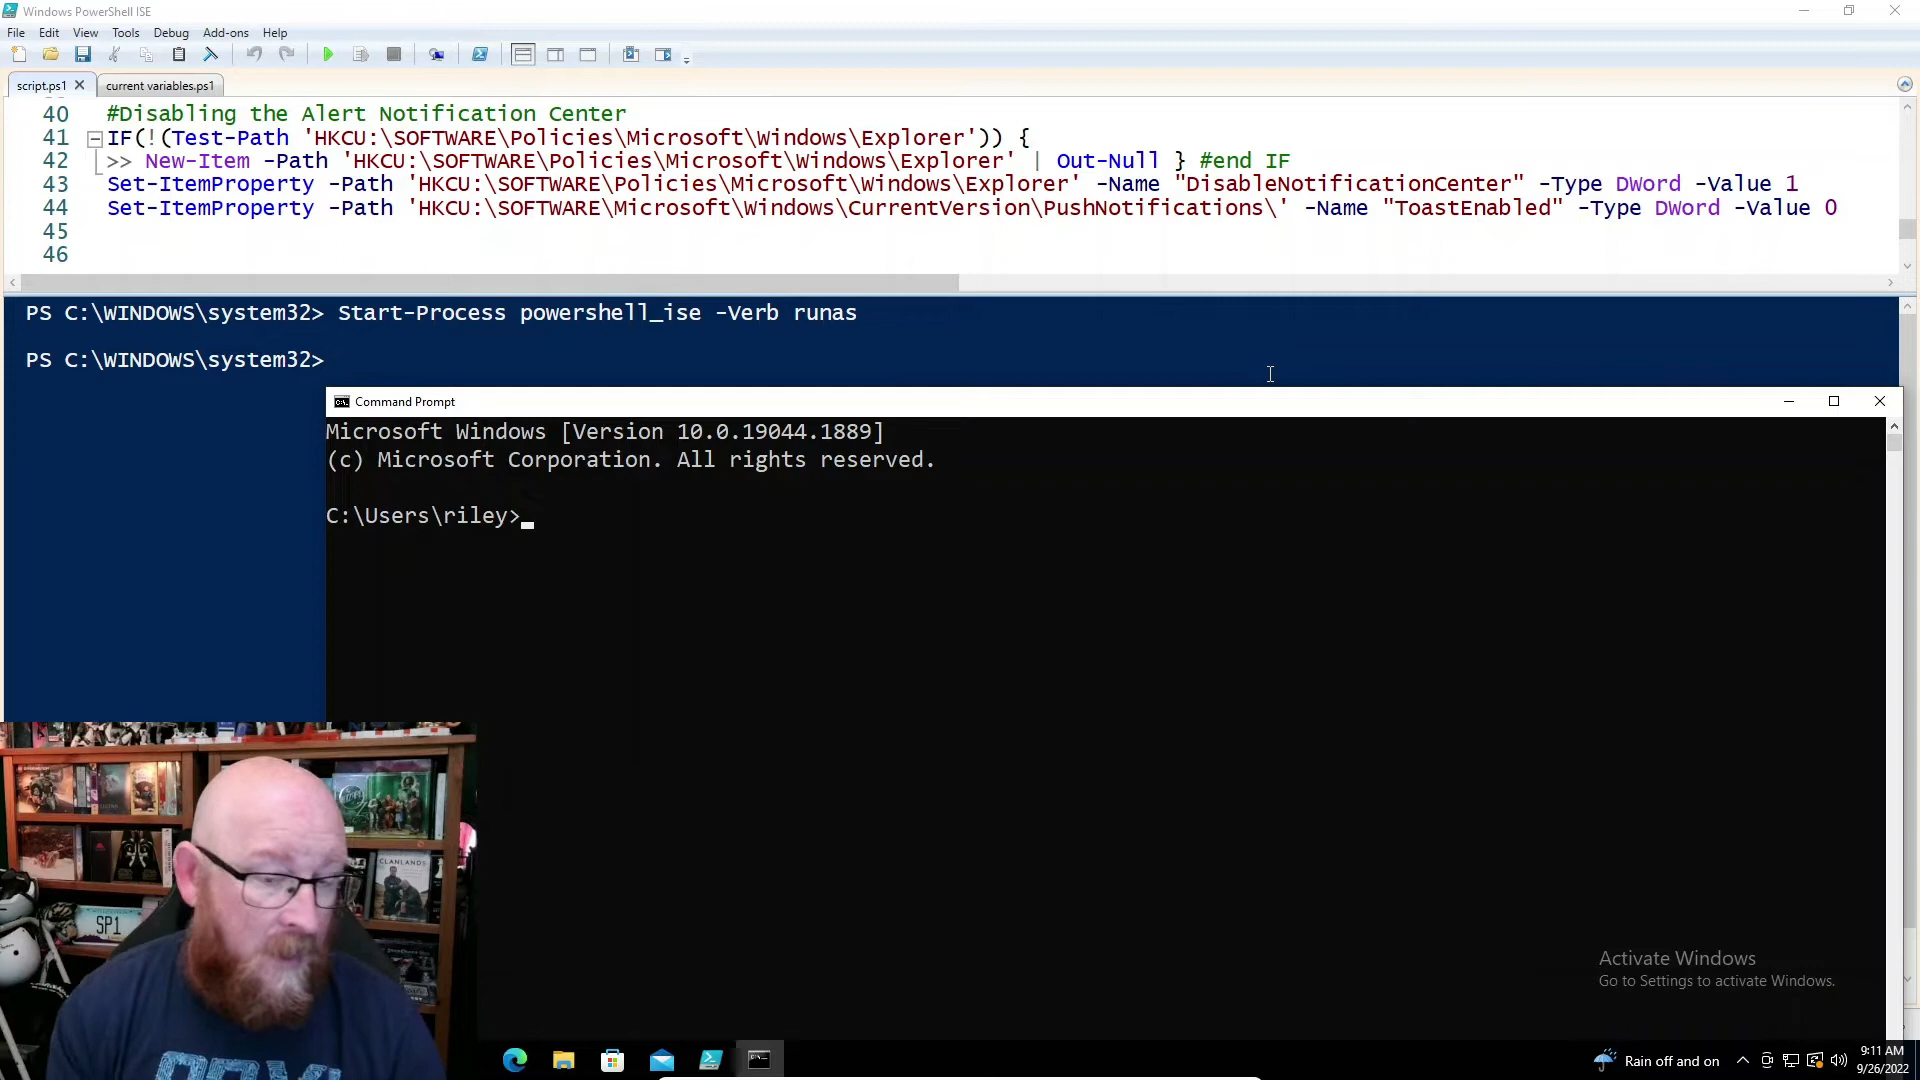 Windows PowerShell ISE
File Edit View Tools Debug Add-ons Help
script.ps1 current variables.ps1
40 #Disabling the Alert Notification Center
41 IF(!(Test-Path 'HKCU:\SOFTWARE\Policies\Microsoft\Windows\Explorer')) {
42 >> New-Item -Path 'HKCU:\SOFTWARE\Policies\Microsoft\Windows\Explorer' | Out-Null } #end IF
43 Set-ItemProperty -Path 'HKCU:\SOFTWARE\Policies\Microsoft\Windows\Explorer' -Name "DisableNotificationCenter" -Type DWord -Value 1
44 Set-ItemProperty -Path 'HKCU:\SOFTWARE\Microsoft\Windows\CurrentVersion\PushNotifications\' -Name "ToastEnabled" -Type DWord -Value 0
45
46
PS C:\WINDOWS\system32> Start-Process powershell_ise -Verb runas
PS C:\WINDOWS\system32>
Command Prompt
Microsoft Windows [Version 10.0.19044.1889]
(c) Microsoft Corporation. All rights reserved.
C:\Users\riley>
CLANLANDS
SP1
Activate Windows
Go to Settings to activate Windows.
Rain off and on
9:11 AM
9/26/2022